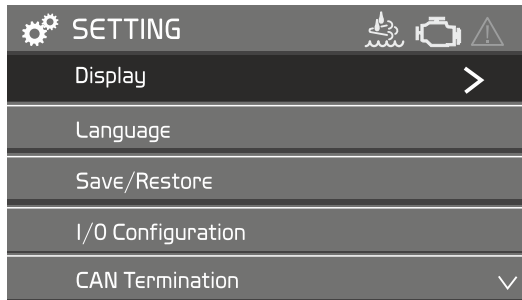 SETTING
Display
Language
Save/Restore
I/O Configuration
CAN Termination